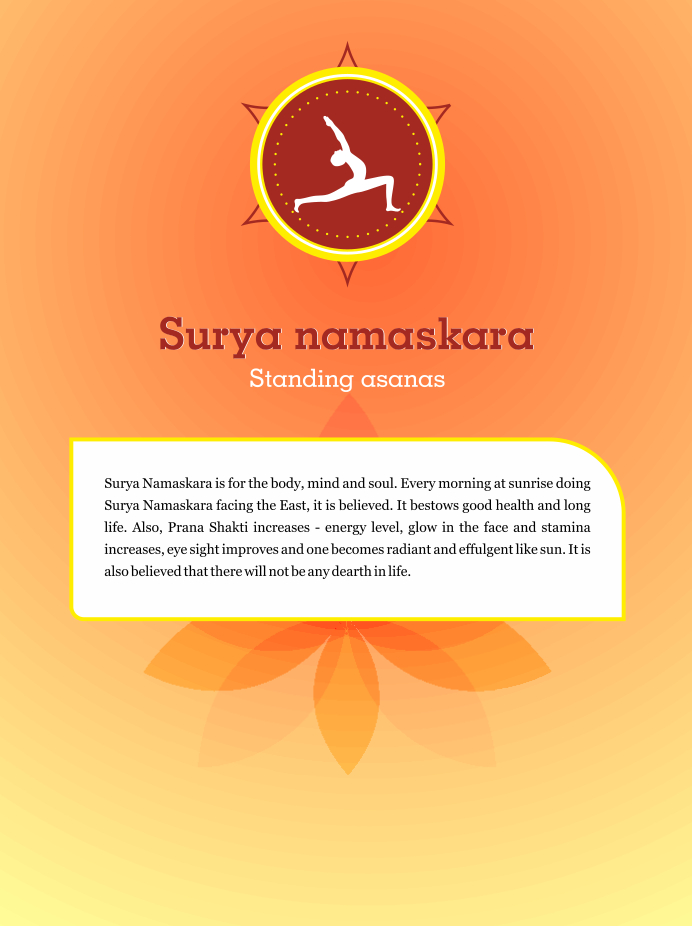 Surya namaskara
Standing asanas
Surya Namaskara is for the body, mind and soul. Every morning at sunrise doing
Surya Namaskara facing the East, it is believed. It bestows good health and long
life. Also, Prana Shakti increases - energy level, glow in the face and stamina
increases, eye sight improves and one becomes radiant and effulgent like sun. It is
also believed that there will not be any dearth in life.